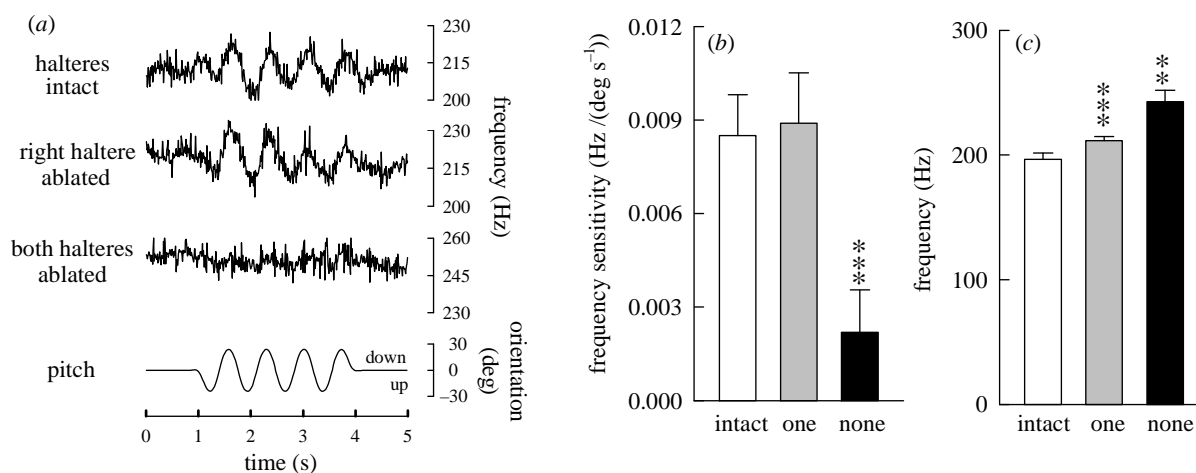 (a)
halteres
intact
230
215
200
right haltere
ablated
230
215
200
both halteres
ablated
260
245
230
frequency (Hz)
pitch
down
up
30
0
–30
orientation
(deg)
0 1 2 3 4 5
time (s)
(b)
frequency sensitivity (Hz /(deg s⁻¹))
0.012
0.009
0.006
0.003
0.000
***
intact one none
(c)
frequency (Hz)
300
200
100
0
***
**
intact one none